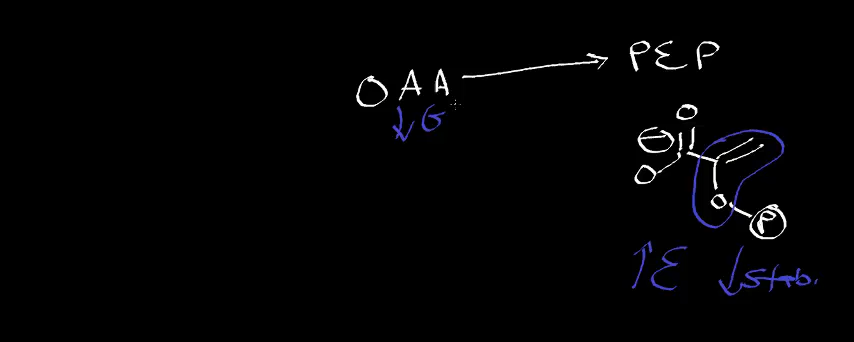 OAA → PEP
↓E
O
⊖
O
O
P
↑E ↓stab.